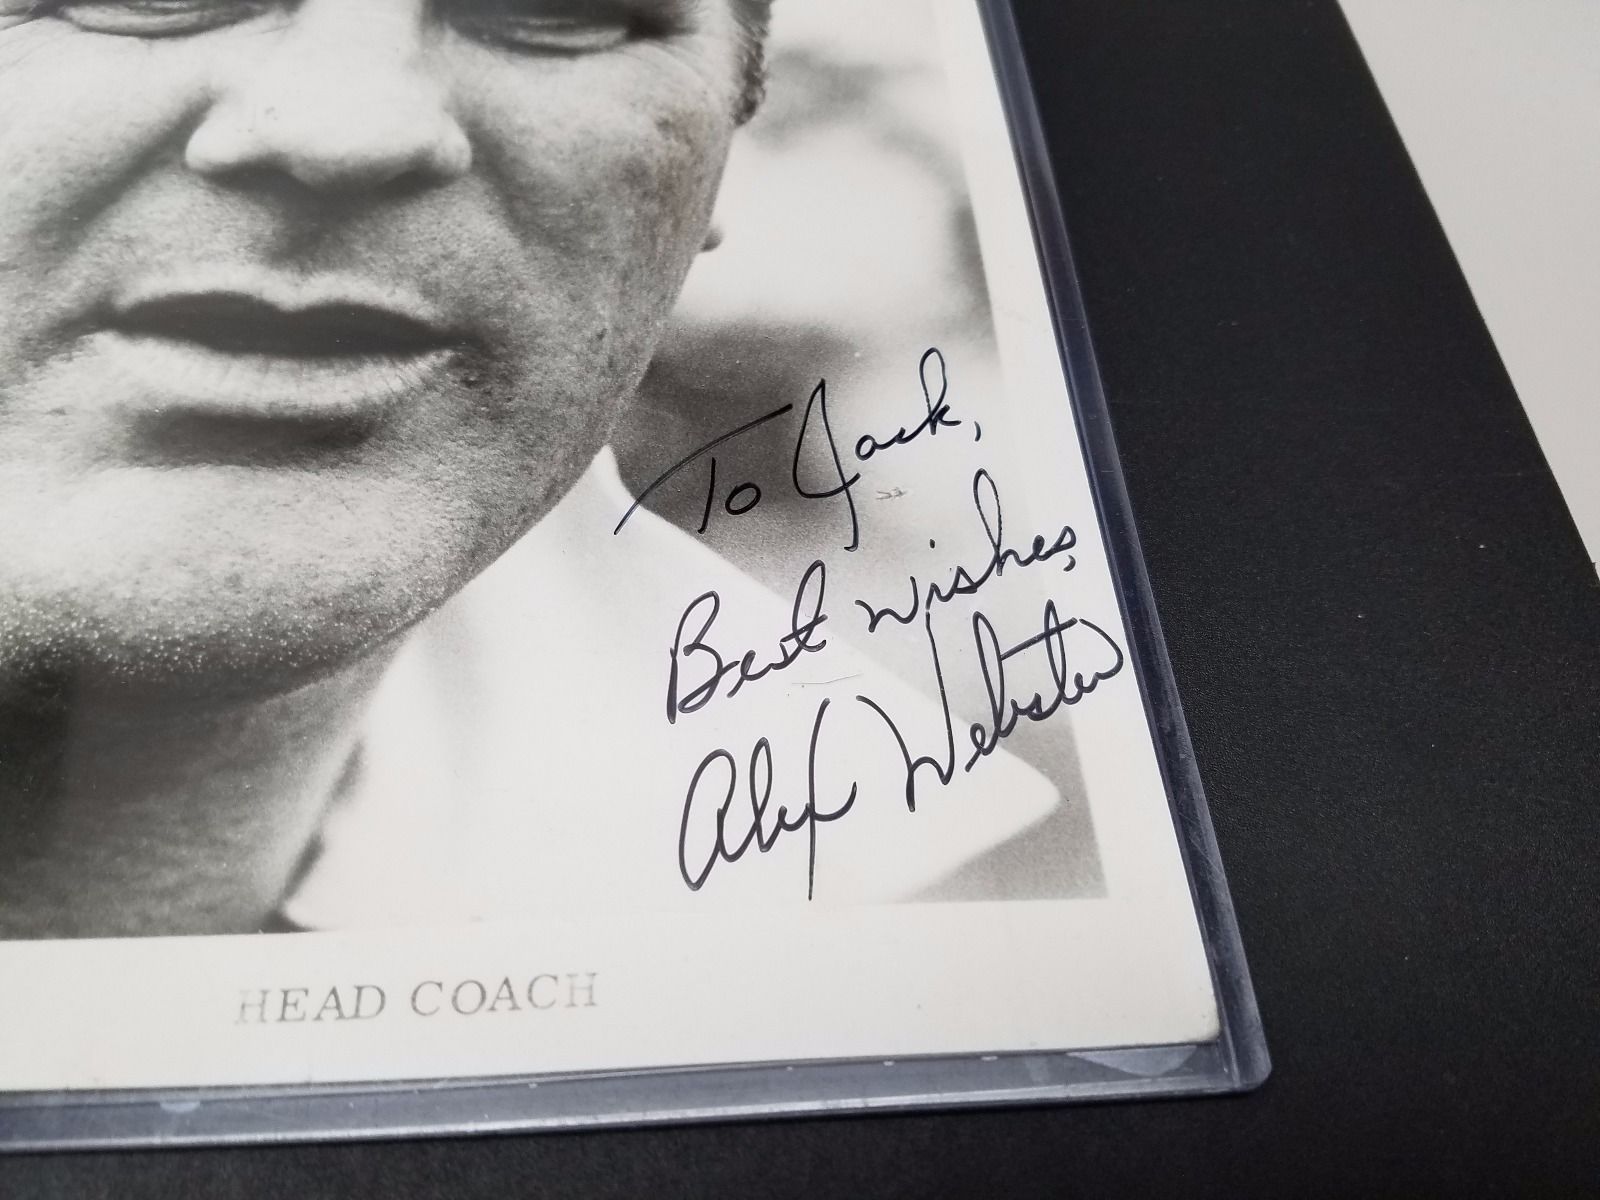 To Jack,
Best wishes,
Alex Webster
HEAD COACH